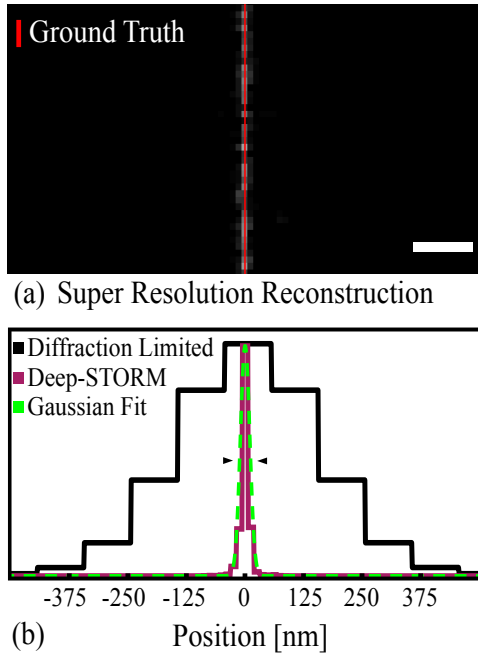 Ground Truth
(a) Super Resolution Reconstruction
Diffraction Limited
Deep-STORM
Gaussian Fit
-375 -250 -125 0 125 250 375
(b) Position [nm]